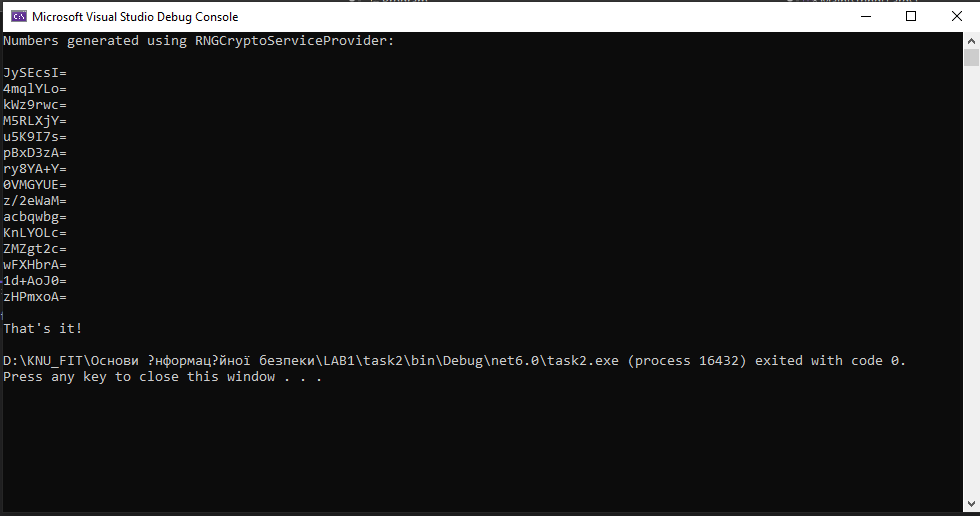 Microsoft Visual Studio Debug Console
Numbers generated using RNGCryptoServiceProvider:
JySEcsI=
4mqlYLo=
kWz9rwc=
M5RLXjY=
u5K9I7s=
pBxD3zA=
ry8YA+Y=
0VMGYUE=
z/2eWaM=
acbqwbg=
KnLYOLc=
ZMZgt2c=
wFXHbrA=
1d+AoJ0=
zHPmxoA=
That's it!
D:\KNU_FIT\Основи ?нформац?йної безпеки\LAB1\task2\bin\Debug\net6.0\task2.exe (process 16432) exited with code 0.
Press any key to close this window . . .